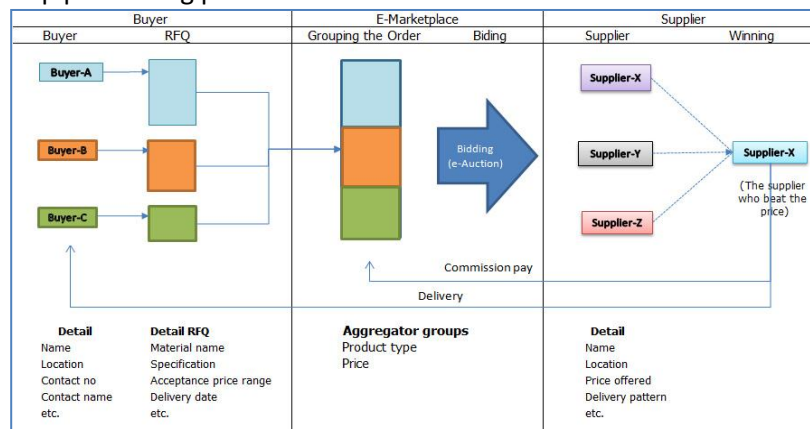 Buyer
E-Marketplace
Supplier
Buyer
RFQ
Grouping the Order
Biding
Supplier
Winning
Buyer-A
Buyer-B
Buyer-C
Bidding
(e-Auction)
Supplier-X
Supplier-Y
Supplier-Z
Supplier-X
(The supplier
who beat the
price)
Commission pay
Delivery
Detail
Name
Location
Contact no
Contact name
etc.
Detail RFQ
Material name
Specification
Acceptance price range
Delivery date
etc.
Aggregator groups
Product type
Price
Detail
Name
Location
Price offered
Delivery pattern
etc.